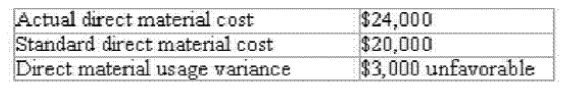 Actual direct material cost $24,000
Standard direct material cost $20,000
Direct material usage variance $3,000 unfavorable